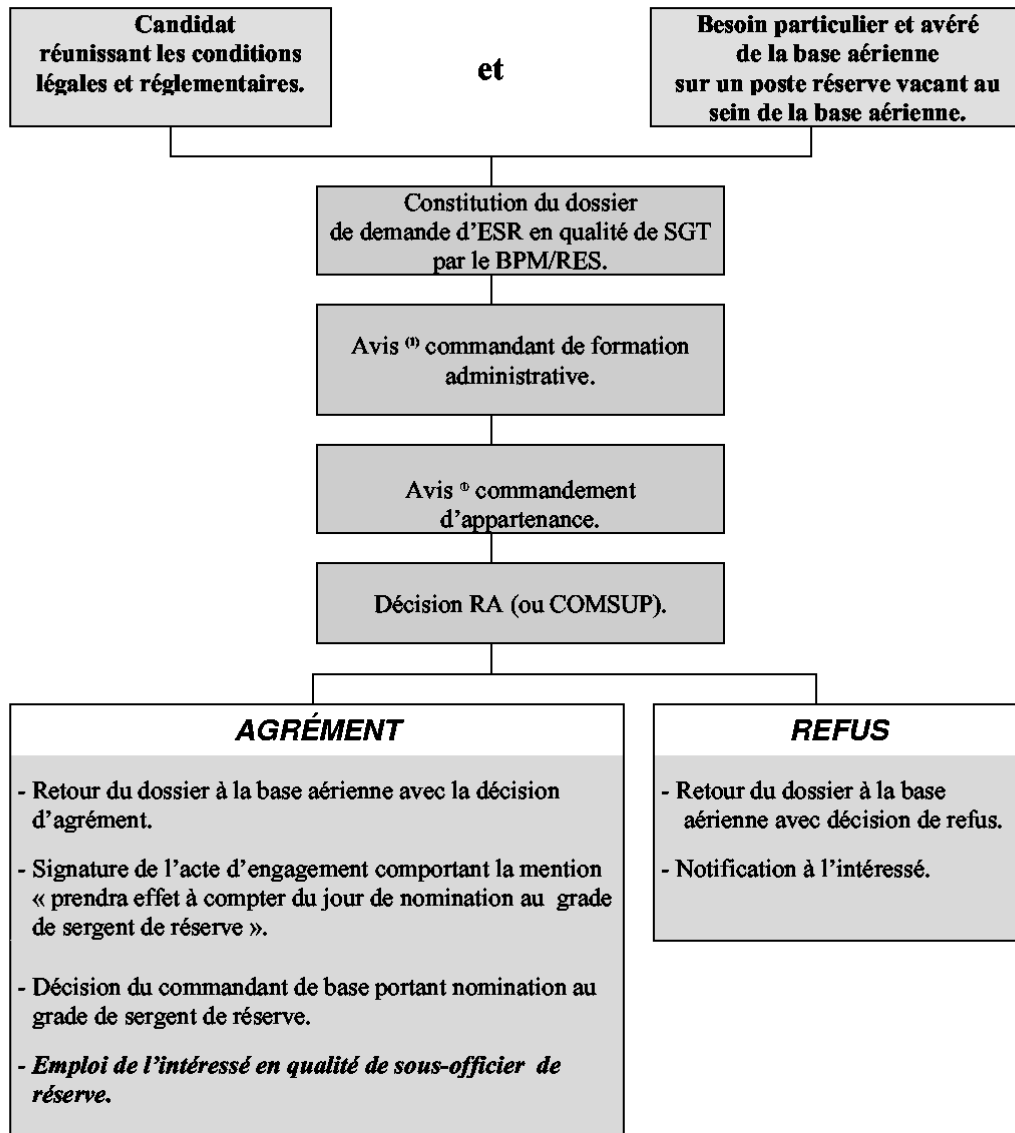 Candidat
réunissant les conditions
légales et réglementaires.
et
Besoin particulier et avéré
de la base aérienne
sur un poste réserve vacant au
sein de la base aérienne.
Constitution du dossier
de demande d’ESR en qualité de SGT
par le BPM/RES.
Avis (1) commandant de formation
administrative.
Avis (1) commandement
d’appartenance.
Décision RA (ou COMSUP).
AGRÉMENT
- Retour du dossier à la base aérienne avec la décision
d’agrément.
- Signature de l’acte d’engagement comportant la mention
« prendra effet à compter du jour de nomination au grade
de sergent de réserve ».
- Décision du commandant de base portant nomination au
grade de sergent de réserve.
- Emploi de l’intéressé en qualité de sous-officier de
réserve.
REFUS
- Retour du dossier à la base
aérienne avec décision de refus.
- Notification à l’intéressé.